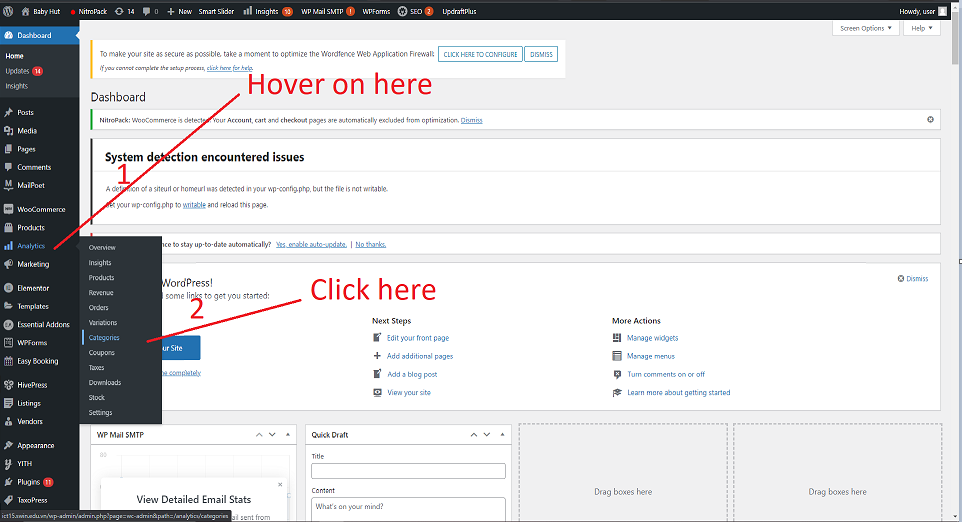 Baby Hut NitroPack 14 0 New Smart Slider Insights 10 WP Mail SMTP 1 WPForms SEO 2 UpdraftPlus Howdy, user
Screen Options Help
Dashboard
Home
Updates 14
Insights
Posts
Media
Pages
Comments
MailPoet
WooCommerce
Products
Analytics
Marketing
Elementor
Templates
Essential Addons
WPForms
Easy Booking
HivePress
Listings
Vendors
Appearance
YITH
Plugins 11
TaxoPress
Overview
Insights
Products
Revenue
Orders
Variations
Categories
Coupons
Taxes
Downloads
Stock
Settings
To make your site as secure as possible, take a moment to optimize the Wordfence Web Application Firewall: CLICK HERE TO CONFIGURE DISMISS
If you cannot complete the setup process, click here for help.
Hover on here
Dashboard
NitroPack: WooCommerce is detected. Your Account, cart and checkout pages are automatically excluded from optimization. Dismiss
System detection encountered issues
1
A definition of a siteurl or homeurl was detected in your wp-config.php, but the file is not writable.
Set your wp-config.php to writable and reload this page.
ence to stay up-to-date automatically? Yes, enable auto-update. | No thanks.
WordPress! Dismiss
d some links to get you started:
Click here
2
Next Steps
Edit your front page
Add additional pages
Add a blog post
View your site
More Actions
Manage widgets
Manage menus
Turn comments on or off
Learn more about getting started
our Site
me completely
WP Mail SMTP
View Detailed Email Stats
ail sent from
Quick Draft
Title
Content
What's on your mind?
Drag boxes here
Drag boxes here
ict15.swin.edu.vn/wp-admin/admin.php?page=wc-admin&path=/analytics/categories